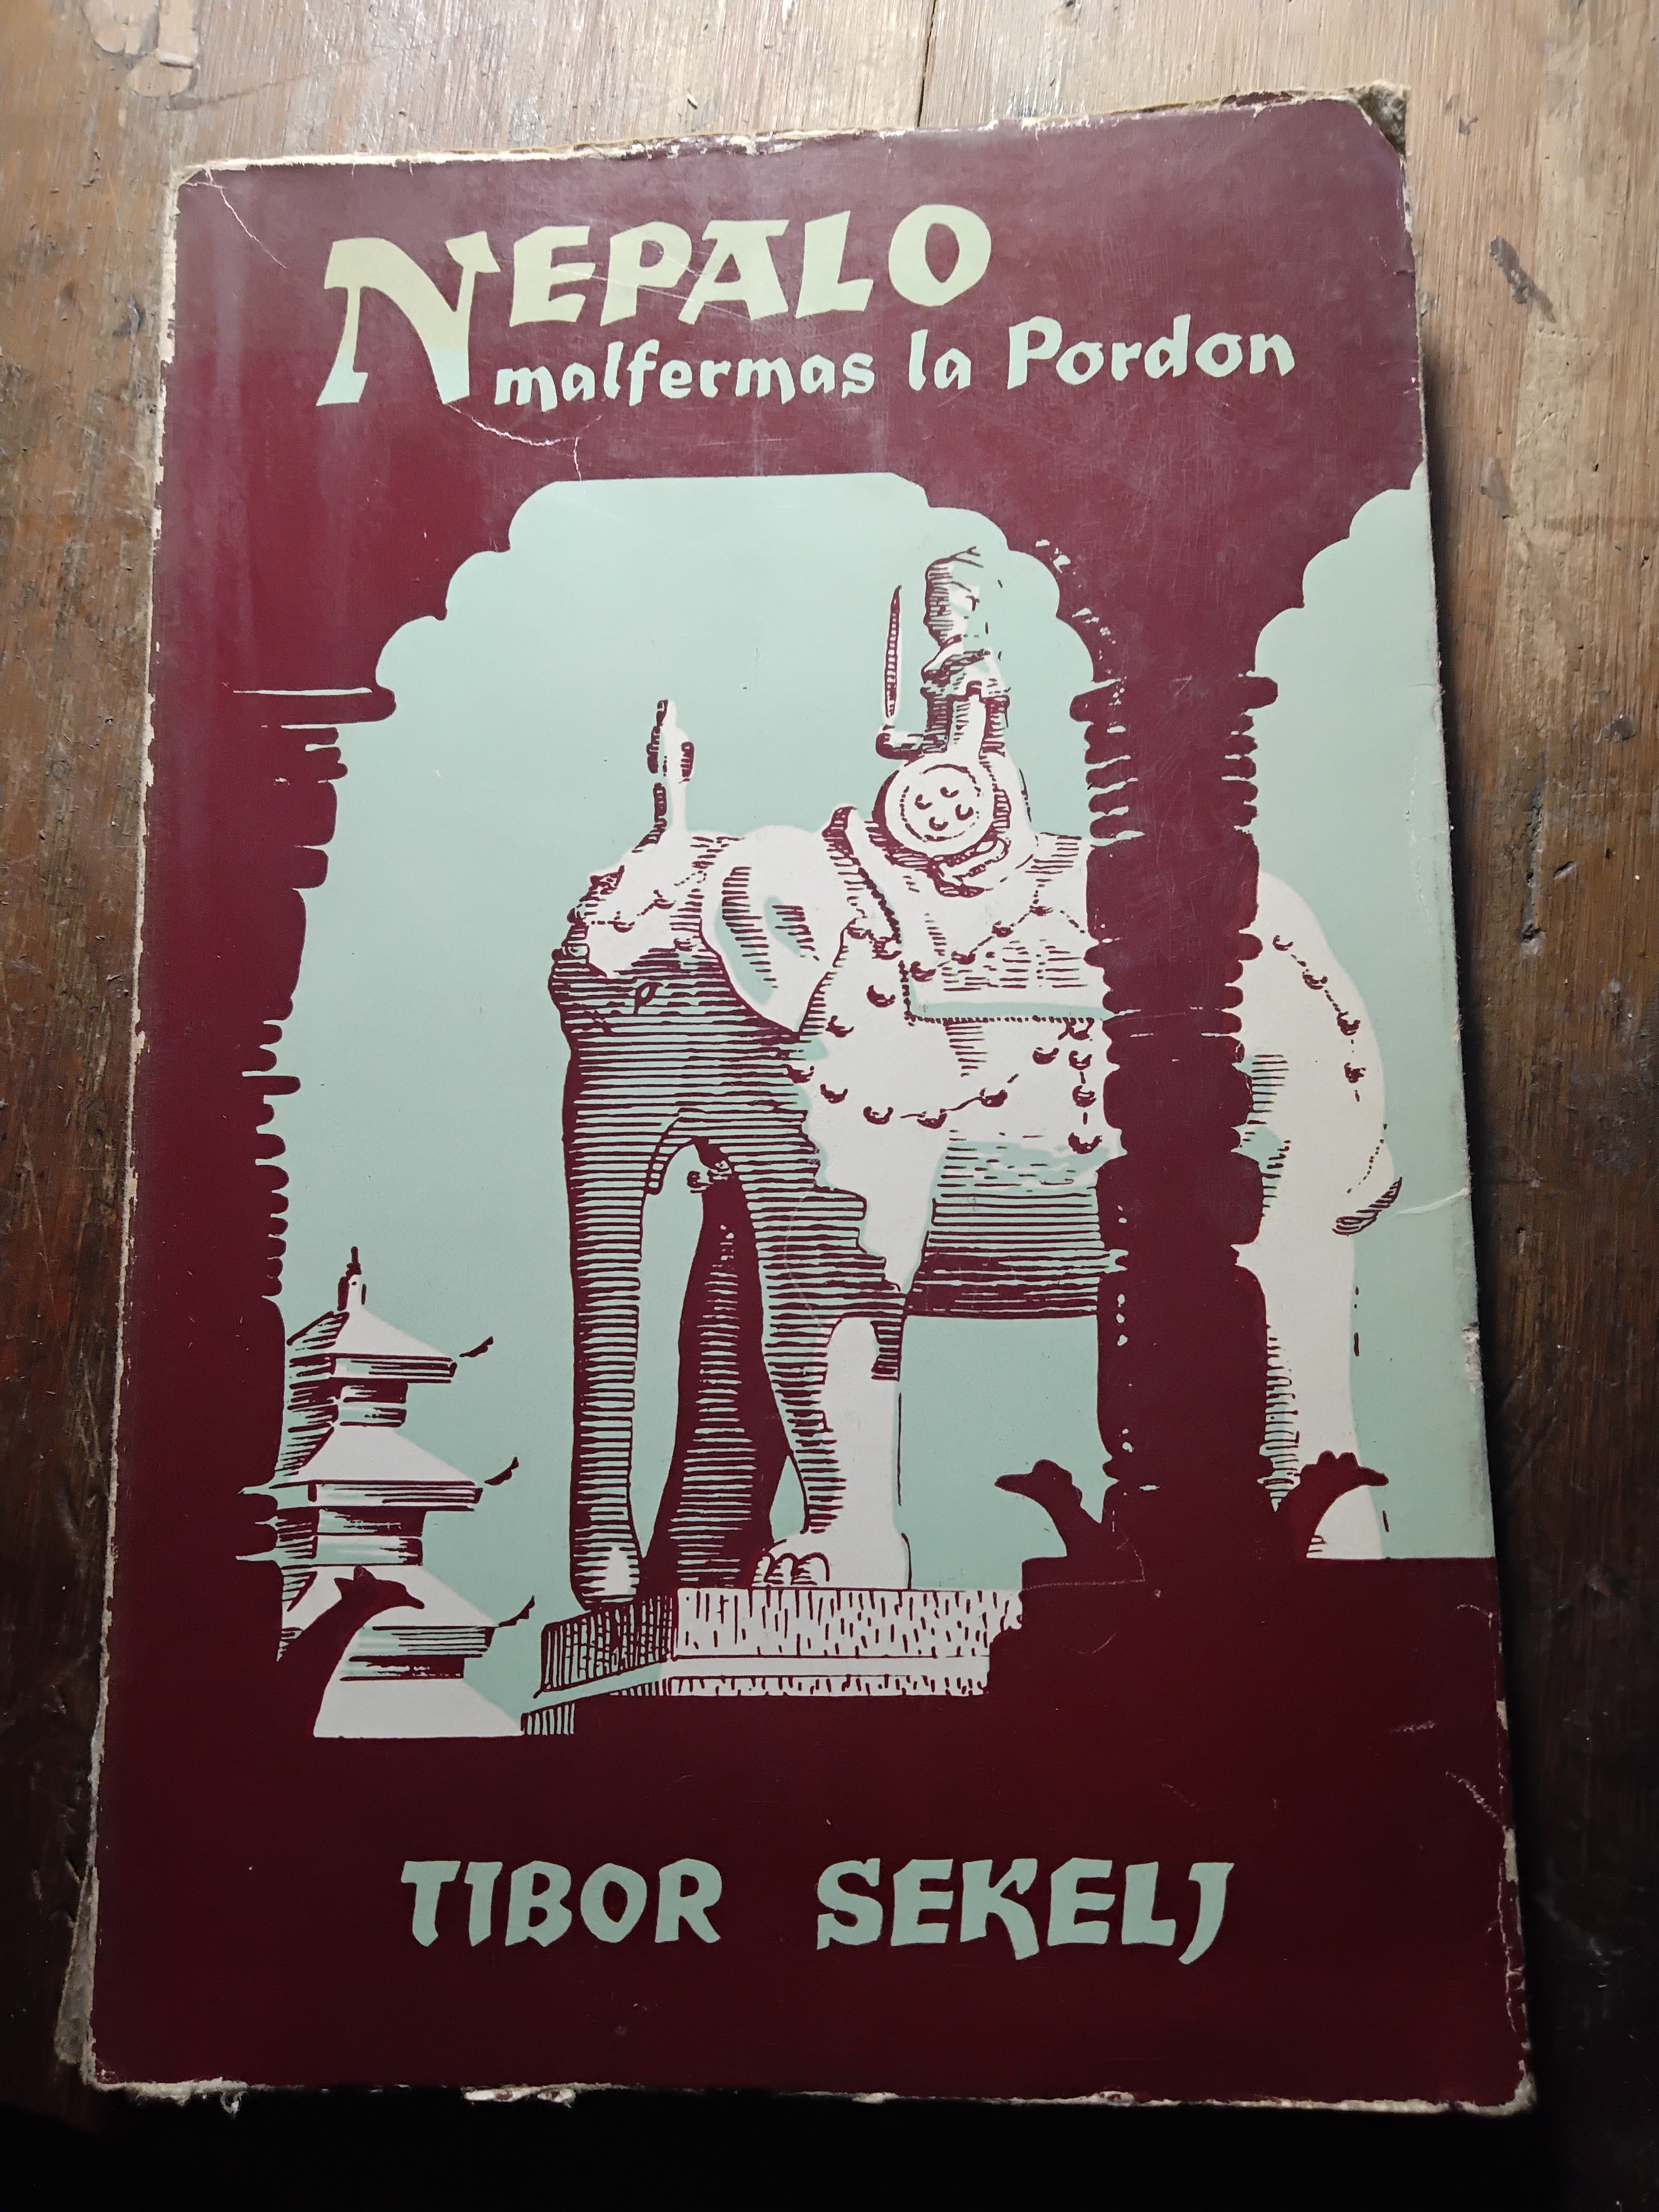 NEPALO
malfermas la Pordon
TIBOR SEKELJ